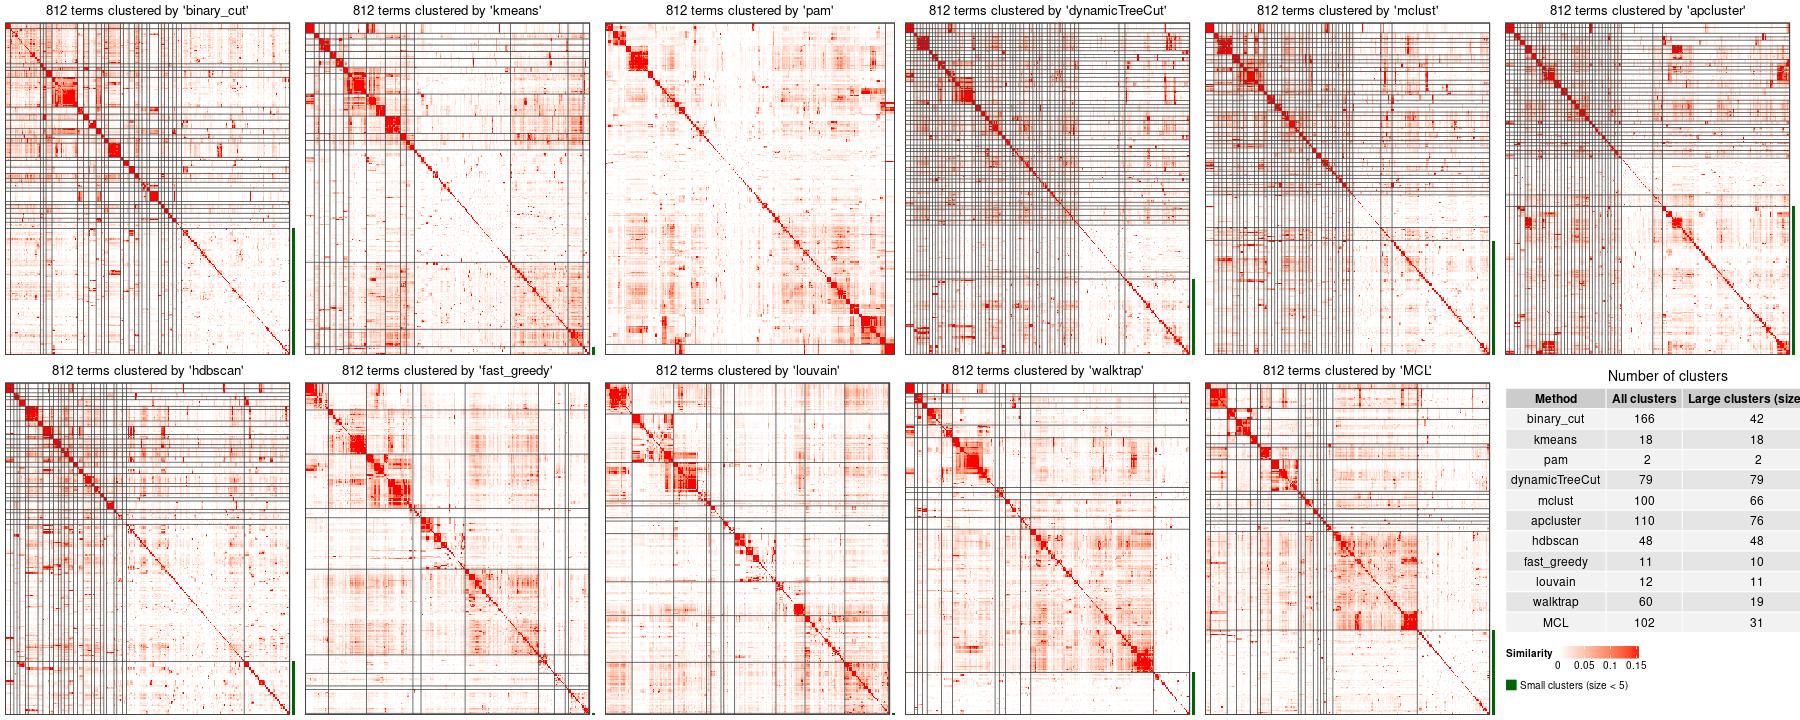 812 terms clustered by 'binary_cut'
812 terms clustered by 'kmeans'
812 terms clustered by 'pam'
812 terms clustered by 'dynamicTreeCut'
812 terms clustered by 'mclust'
812 terms clustered by 'apcluster'
812 terms clustered by 'hdbscan'
812 terms clustered by 'fast_greedy'
812 terms clustered by 'louvain'
812 terms clustered by 'walktrap'
812 terms clustered by 'MCL'
Number of clusters
Method All clusters Large clusters (size
binary_cut 166 42
kmeans 18 18
pam 2 2
dynamicTreeCut 79 79
mclust 100 66
apcluster 110 76
hdbscan 48 48
fast_greedy 11 10
louvain 12 11
walktrap 60 19
MCL 102 31
Similarity
0 0.05 0.1 0.15
Small clusters (size < 5)